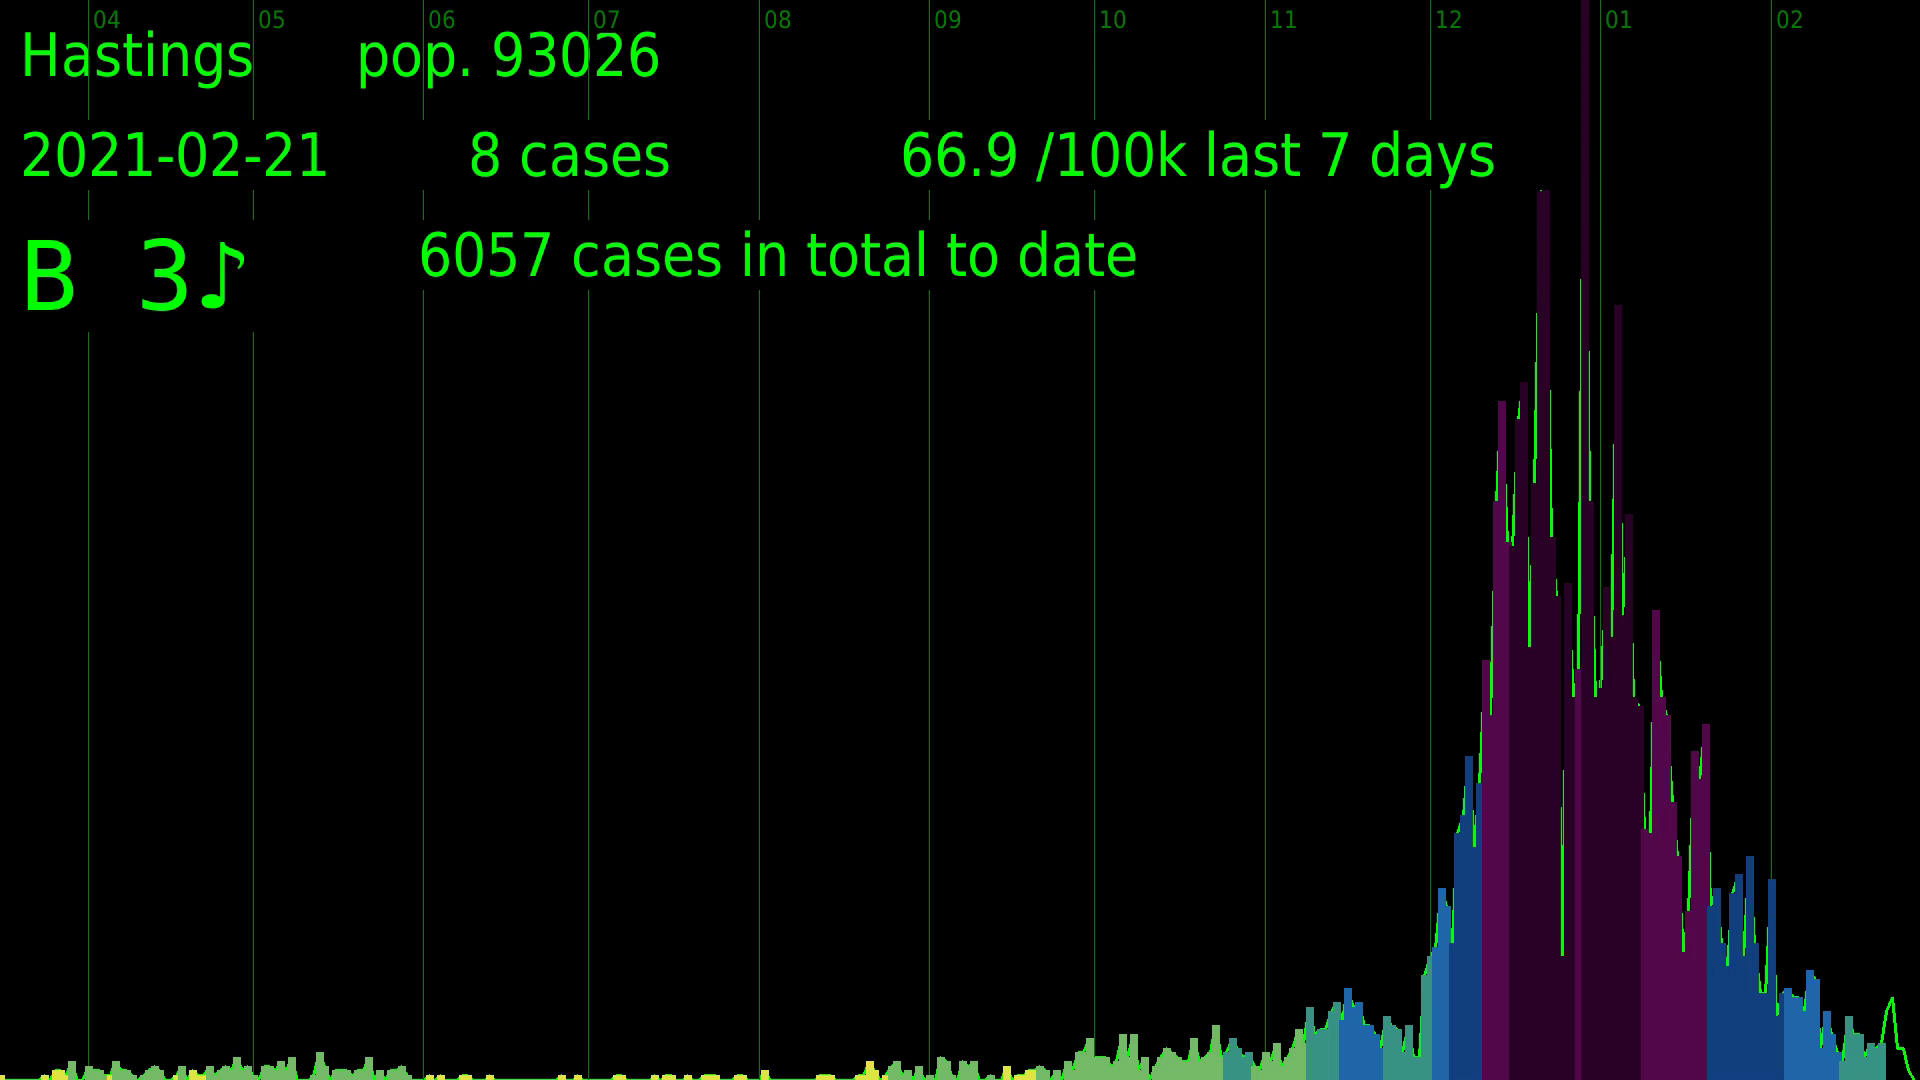 04 05 06 07 08 09 10 11 12 01 02
Hastings pop. 93026
2021-02-21 8 cases 66.9 /100k last 7 days
B 3♪ 6057 cases in total to date